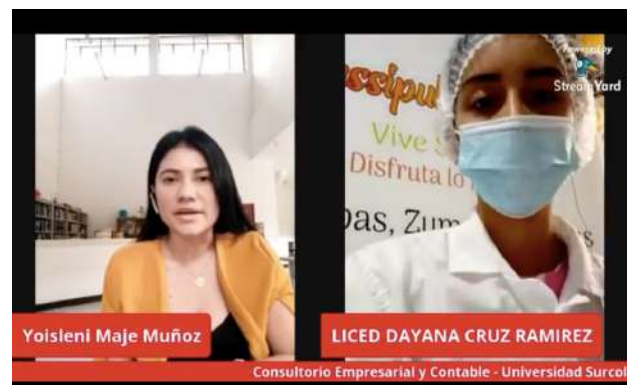 Powered by
StreamYard
Vive
Disfruta lo
Yoisleni Maje Muñoz
LICED DAYANA CRUZ RAMIREZ
Consultorio Empresarial y Contable - Universidad Surcol